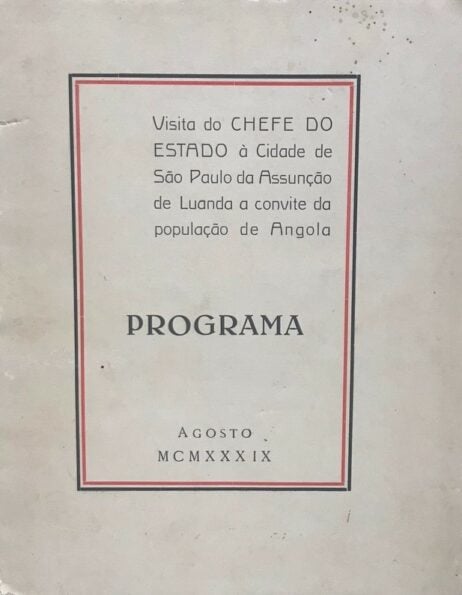 Visita do CHEFE DO
ESTADO à Cidade de
São Paulo da Assunção
de Luanda a convite da
população de Angola
PROGRAMA
AGOSTO
MCMXXXIX